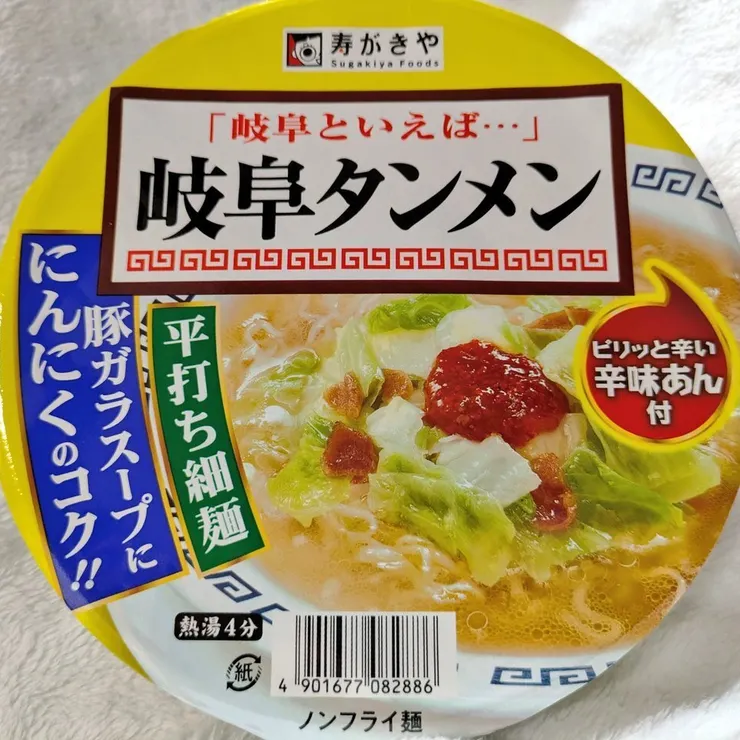 寿がきや
Sugakiya Foods
「岐阜といえば…」
岐阜タンメン
豚ガラスープに
にんにくのコク!!
平打ち細麺
ピリッと辛い
辛味あん
付
熱湯4分
紙
4 901677 082886
ノンフライ麺